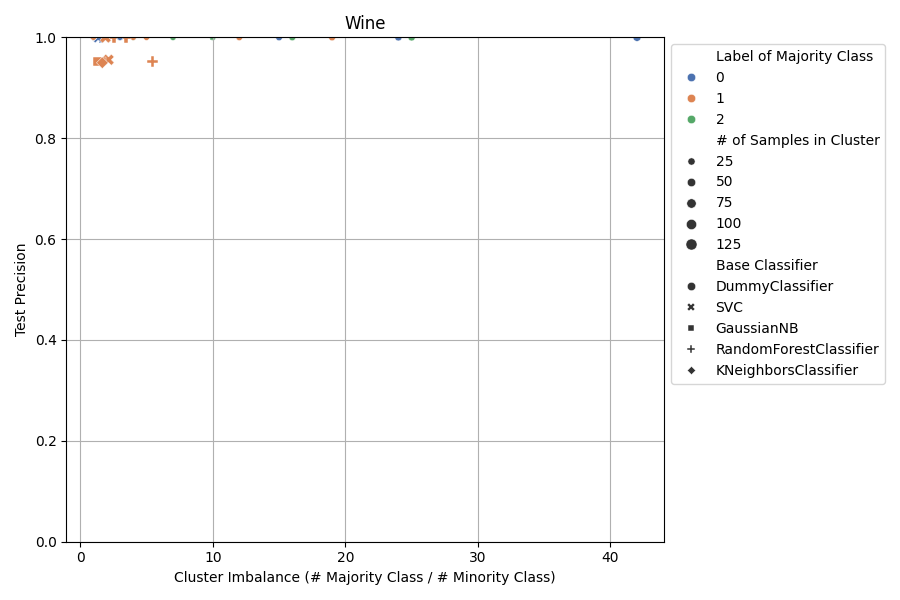 Wine
1.0
0.8
0.6
0.4
0.2
0.0
Test Precision
0
10
20
30
40
Cluster Imbalance (# Majority Class / # Minority Class)
Label of Majority Class
0
1
2
# of Samples in Cluster
25
50
75
100
125
Base Classifier
DummyClassifier
SVC
GaussianNB
RandomForestClassifier
KNeighborsClassifier